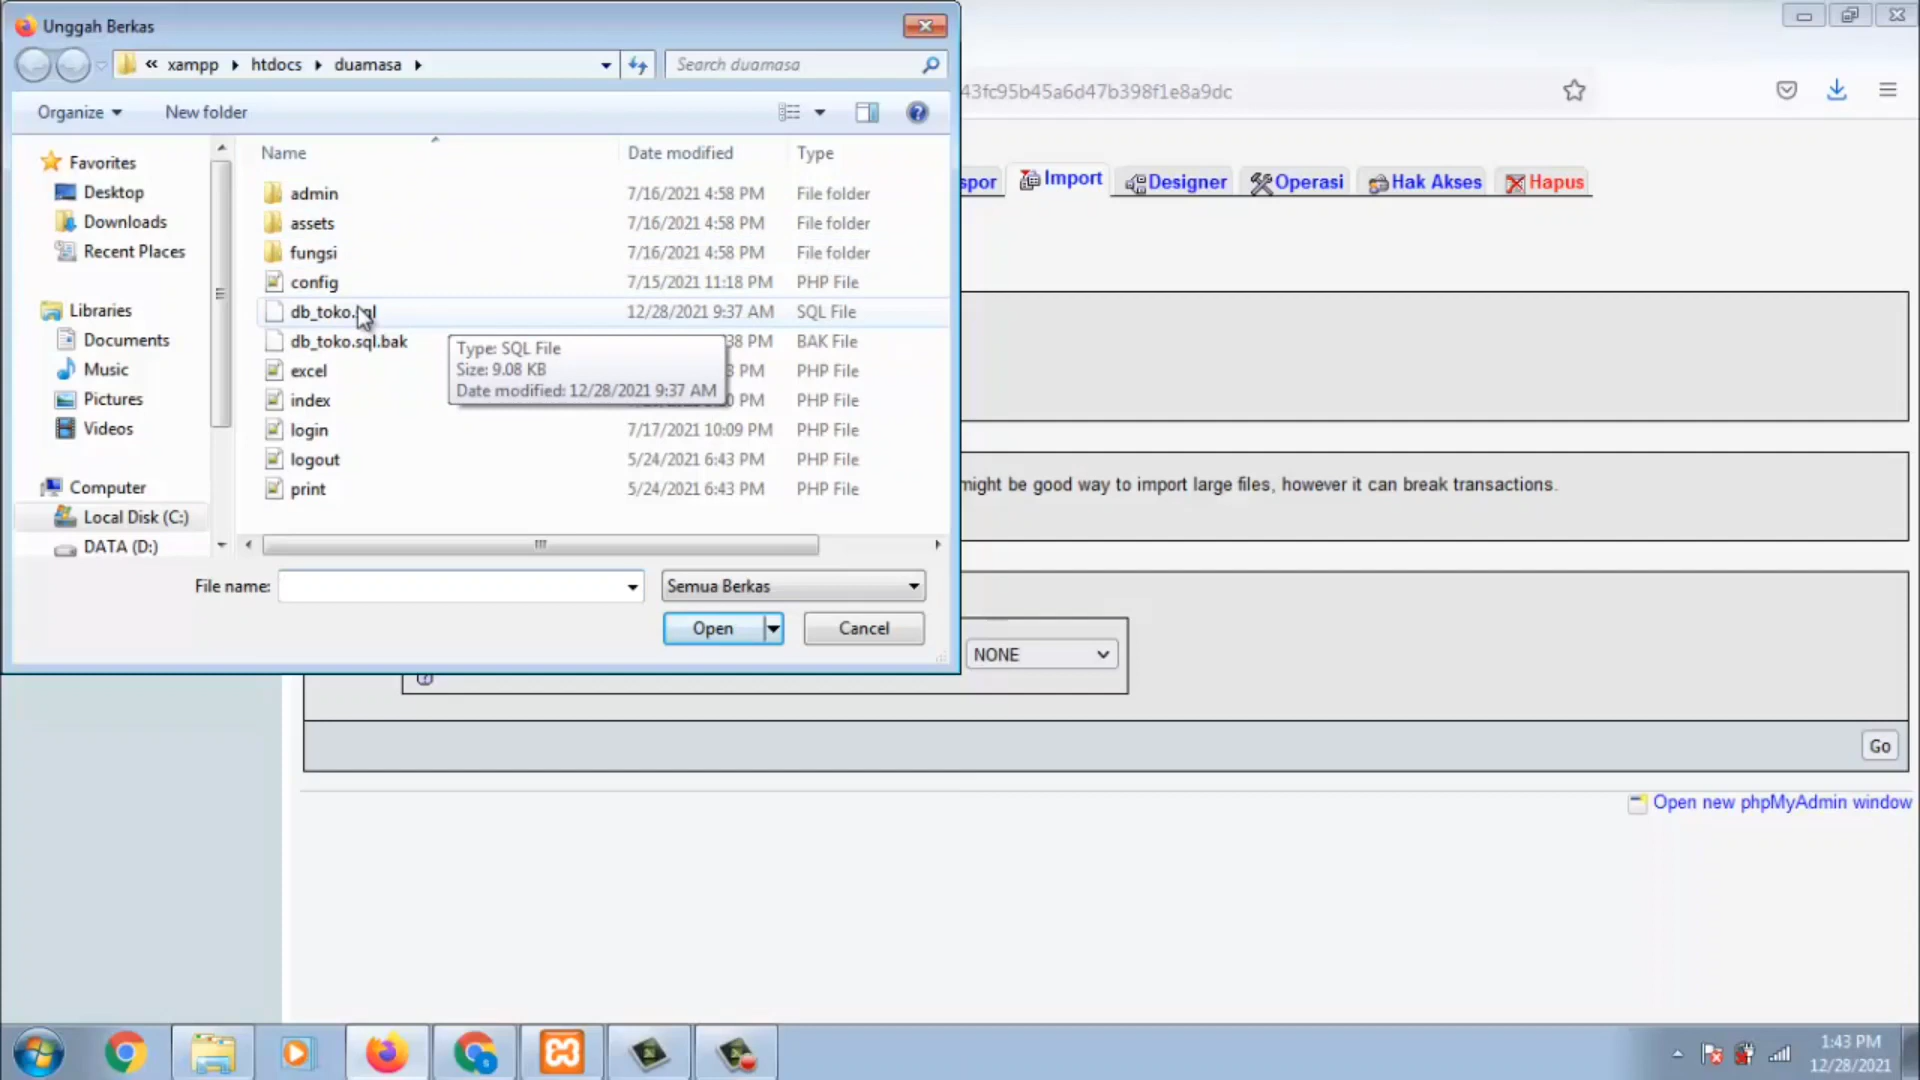 Unggah Berkas
« xampp ▸ htdocs ▸ duamasa ▸
Search duamasa
43fc95b45a6d47b398f1e8a9dc
Organize
New folder
Name
Date modified
Type
Favorites
Desktop
Downloads
Recent Places
Libraries
Documents
Music
Pictures
Videos
Computer
Local Disk (C:)
DATA (D:)
admin 7/16/2021 4:58 PM File folder
assets 7/16/2021 4:58 PM File folder
fungsi 7/16/2021 4:58 PM File folder
config 7/15/2021 11:18 PM PHP File
db_toko.sql 12/28/2021 9:37 AM SQL File
db_toko.sql.bak 38 PM BAK File
excel PM PHP File
index PM PHP File
login 7/17/2021 10:09 PM PHP File
logout 5/24/2021 6:43 PM PHP File
print 5/24/2021 6:43 PM PHP File
Type: SQL File
Size: 9.08 KB
Date modified: 12/28/2021 9:37 AM
File name:
Semua Berkas
Open
Cancel
spor
Import
Designer
Operasi
Hak Akses
Hapus
might be good way to import large files, however it can break transactions.
NONE
Go
Open new phpMyAdmin window
1:43 PM
12/28/2021